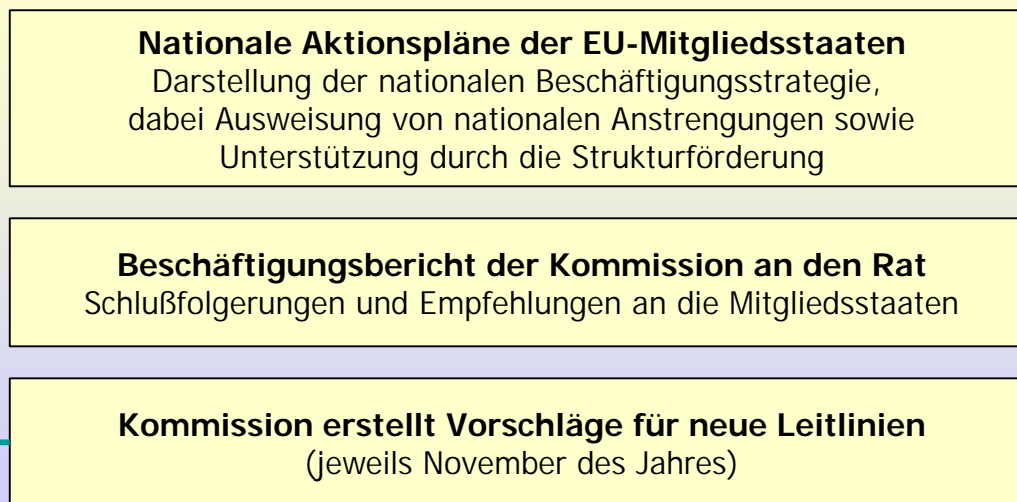 Nationale Aktionspläne der EU-Mitgliedsstaaten
Darstellung der nationalen Beschäftigungsstrategie,
dabei Ausweisung von nationalen Anstrengungen sowie
Unterstützung durch die Strukturförderung
Beschäftigungsbericht der Kommission an den Rat
Schlußfolgerungen und Empfehlungen an die Mitgliedsstaaten
Kommission erstellt Vorschläge für neue Leitlinien
(jeweils November des Jahres)